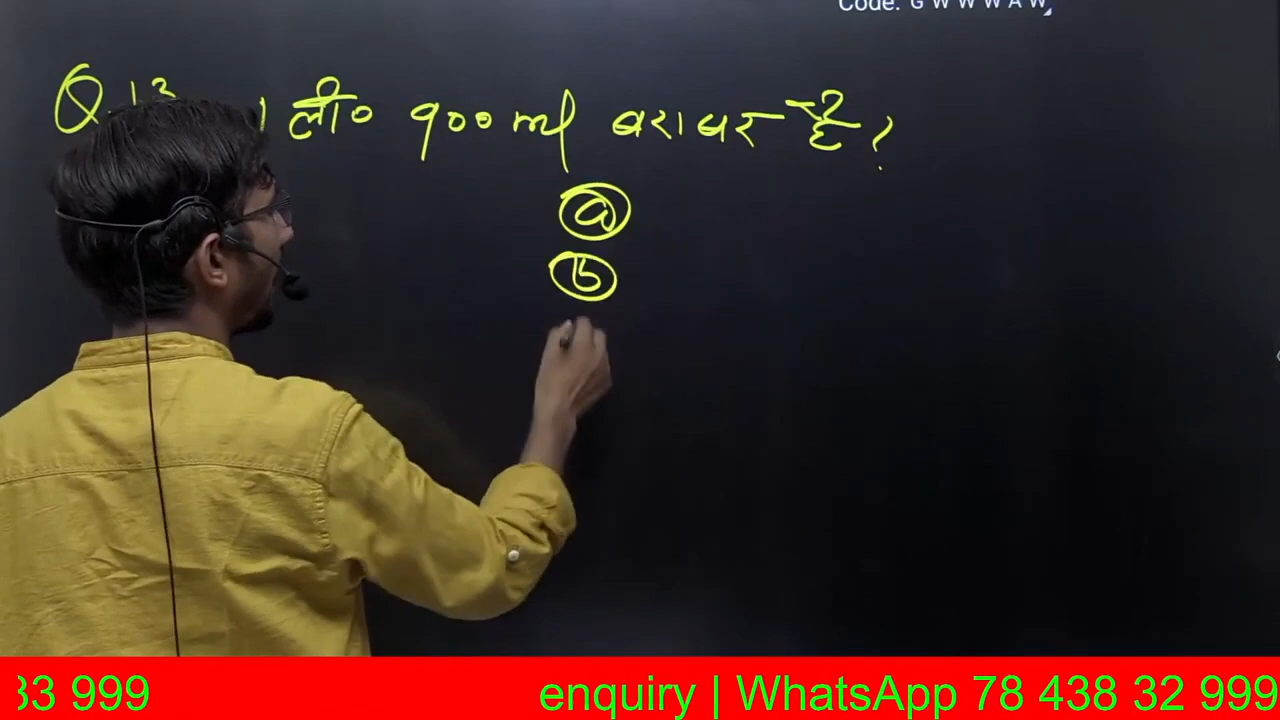 Code: G W W W A W
Q.13 1 ली० 900 ml बराबर है ?
a
b
33 999 enquiry | WhatsApp 78 438 32 999